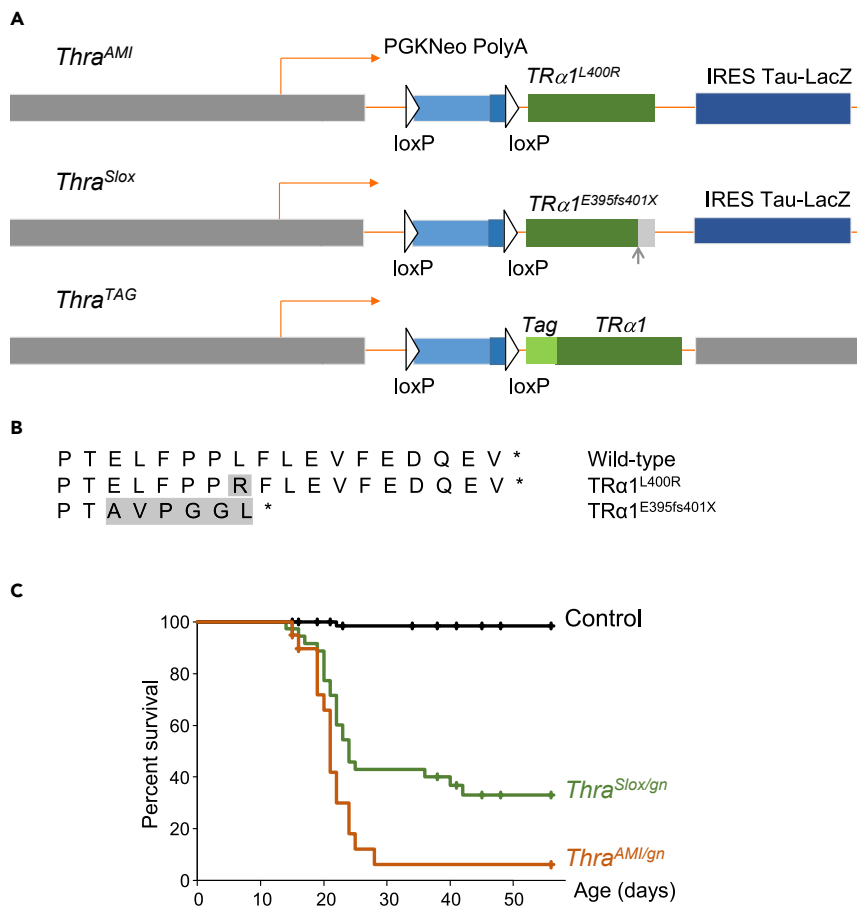 A
Thra^AMI
PGKNeo PolyA
TRα1^L400R
IRES Tau-LacZ
loxP loxP
Thra^Slox
TRα1^E395fs401X
IRES Tau-LacZ
loxP loxP
Thra^TAG
Tag TRα1
loxP loxP
B
P T E L F P P L F L E V F E D Q E V * Wild-type
P T E L F P P R F L E V F E D Q E V * TRα1^L400R
P T A V P G G L * TRα1^E395fs401X
C
Percent survival
100
80
60
40
20
0
Control
Thra^Slox/gn
Thra^AMI/gn
0 10 20 30 40 50 Age (days)